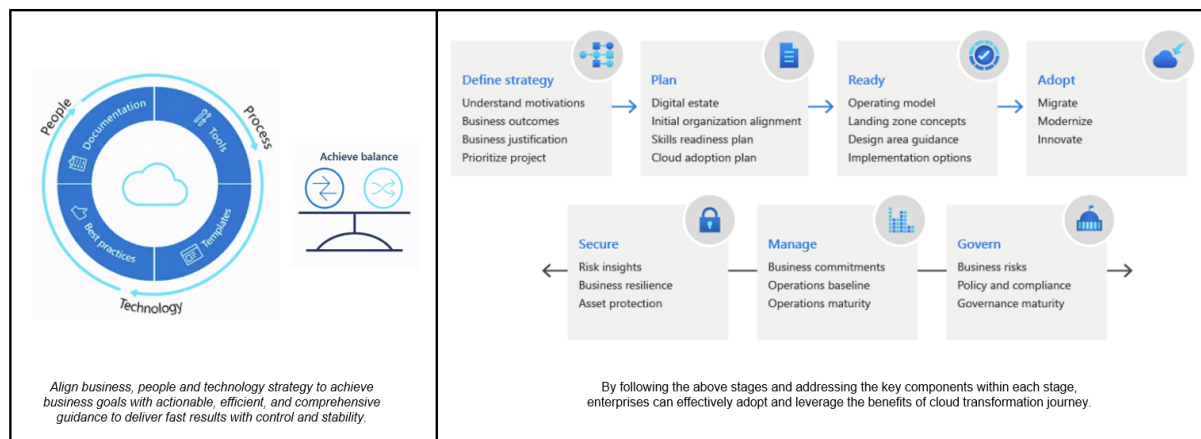 People
Process
Technology
Documentation
Tools
Templates
Best practices
Achieve balance
Align business, people and technology strategy to achieve
business goals with actionable, efficient, and comprehensive
guidance to deliver fast results with control and stability.
Define strategy
Understand motivations
Business outcomes
Business justification
Prioritize project
Plan
Digital estate
Initial organization alignment
Skills readiness plan
Cloud adoption plan
Ready
Operating model
Landing zone concepts
Design area guidance
Implementation options
Adopt
Migrate
Modernize
Innovate
Secure
Risk insights
Business resilience
Asset protection
Manage
Business commitments
Operations baseline
Operations maturity
Govern
Business risks
Policy and compliance
Governance maturity
By following the above stages and addressing the key components within each stage,
enterprises can effectively adopt and leverage the benefits of cloud transformation journey.